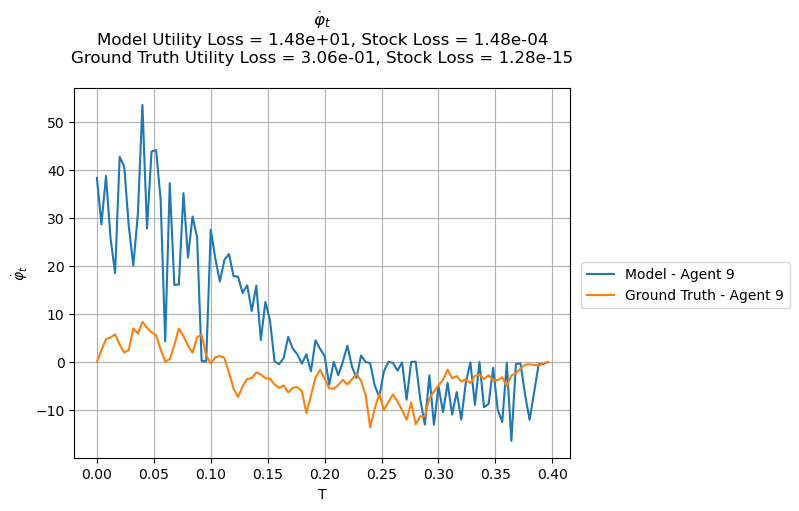 φ̇ₜ
Model Utility Loss = 1.48e+01, Stock Loss = 1.48e-04
Ground Truth Utility Loss = 3.06e-01, Stock Loss = 1.28e-15
50
40
30
20
10
0
−10
φ̇ₜ
0.00 0.05 0.10 0.15 0.20 0.25 0.30 0.35 0.40
T
Model - Agent 9
Ground Truth - Agent 9